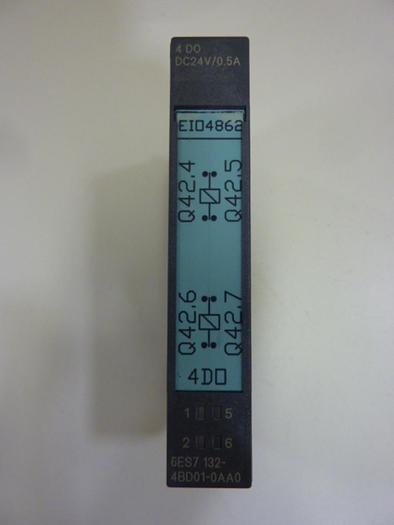 4 DO
DC24V/0.5A
EIO4862
Q42.4 Q42.5
Q42.6 Q42.7
4DO
1 5
2 6
6ES7 132-
4BD01-0AA0